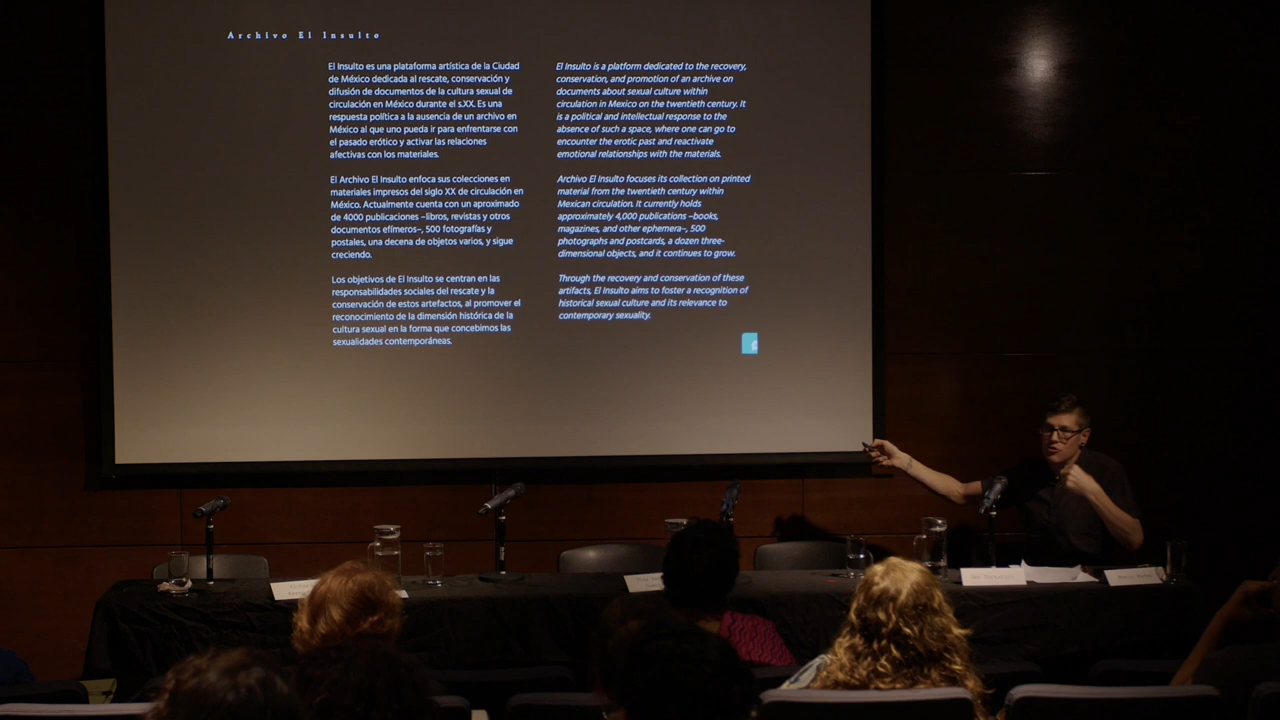 Archivo El Insulto
El Insulto es una plataforma artística de la Ciudad
de México dedicada al rescate, conservación y
difusión de documentos de la cultura sexual de
circulación en México durante el s.XX. Es una
respuesta política a la ausencia de un archivo en
México al que uno pueda ir para enfrentarse con
el pasado erótico y activar las relaciones
afectivas con los materiales.
El Archivo El Insulto enfoca sus colecciones en
materiales impresos del siglo XX de circulación en
México. Actualmente cuenta con un aproximado
de 4000 publicaciones –libros, revistas y otros
documentos efímeros–, 500 fotografías y
postales, una decena de objetos varios, y sigue
creciendo.
Los objetivos de El Insulto se centran en las
responsabilidades sociales del rescate y la
conservación de estos artefactos, al promover el
reconocimiento de la dimensión histórica de la
cultura sexual en la forma que concebimos las
sexualidades contemporáneas.
El Insulto is a platform dedicated to the recovery,
conservation, and promotion of an archive on
documents about sexual culture within
circulation in Mexico on the twentieth century. It
is a political and intellectual response to the
absence of such a space, where one can go to
encounter the erotic past and reactivate
emotional relationships with the materials.
Archivo El Insulto focuses its collection on printed
material from the twentieth century within
Mexican circulation. It currently holds
approximately 4,000 publications –books,
magazines, and other ephemera–, 500
photographs and postcards, a dozen three-
dimensional objects, and it continues to grow.
Through the recovery and conservation of these
artifacts, El Insulto aims to foster a recognition of
historical sexual culture and its relevance to
contemporary sexuality.